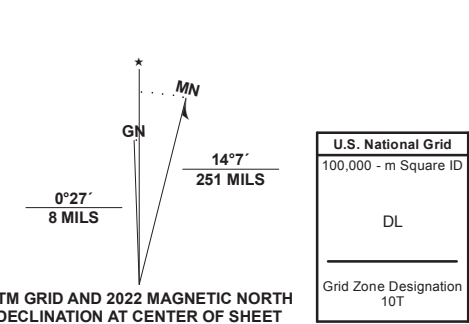 ★
MN
GN
14°7´
251 MILS
0°27´
8 MILS
TM GRID AND 2022 MAGNETIC NORTH
DECLINATION AT CENTER OF SHEET
U.S. National Grid
100,000 - m Square ID
DL
Grid Zone Designation
10T